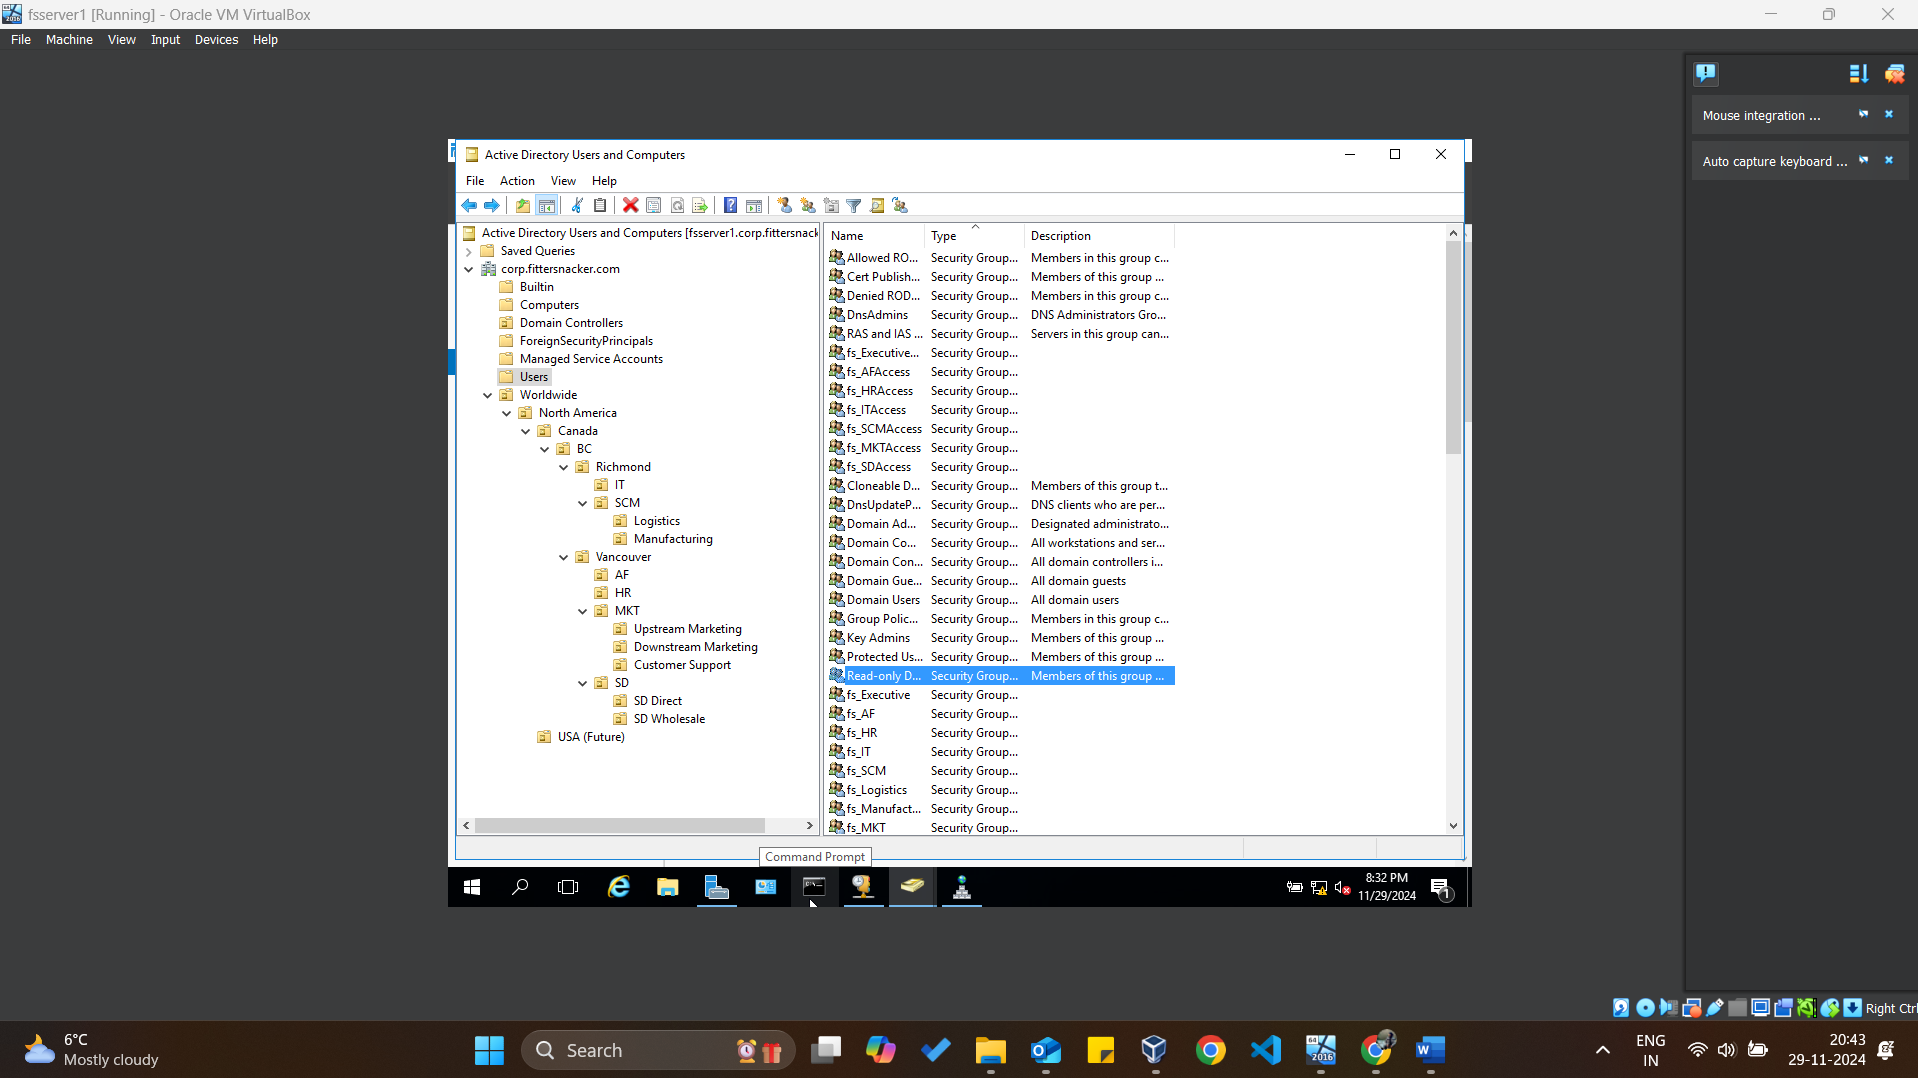 fsserver1 [Running] - Oracle VM VirtualBox
File Machine View Input Devices Help
Mouse integration ...
Auto capture keyboard ...
Active Directory Users and Computers
File Action View Help
Active Directory Users and Computers [fsserver1.corp.fittersnack
Saved Queries
corp.fittersnacker.com
Builtin
Computers
Domain Controllers
ForeignSecurityPrincipals
Managed Service Accounts
Users
Worldwide
North America
Canada
BC
Richmond
IT
SCM
Logistics
Manufacturing
Vancouver
AF
HR
MKT
Upstream Marketing
Downstream Marketing
Customer Support
SD
SD Direct
SD Wholesale
USA (Future)
Name Type Description
Allowed RO... Security Group... Members in this group c...
Cert Publish... Security Group... Members of this group ...
Denied ROD... Security Group... Members in this group c...
DnsAdmins Security Group... DNS Administrators Gro...
RAS and IAS ... Security Group... Servers in this group can...
fs_Executive... Security Group...
fs_AFAccess Security Group...
fs_HRAccess Security Group...
fs_ITAccess Security Group...
fs_SCMAccess Security Group...
fs_MKTAccess Security Group...
fs_SDAccess Security Group...
Cloneable D... Security Group... Members of this group t...
DnsUpdateP... Security Group... DNS clients who are per...
Domain Ad... Security Group... Designated administrato...
Domain Co... Security Group... All workstations and ser...
Domain Con... Security Group... All domain controllers i...
Domain Gue... Security Group... All domain guests
Domain Users Security Group... All domain users
Group Polic... Security Group... Members in this group c...
Key Admins Security Group... Members of this group ...
Protected Us... Security Group... Members of this group ...
Read-only D... Security Group... Members of this group ...
fs_Executive Security Group...
fs_AF Security Group...
fs_HR Security Group...
fs_IT Security Group...
fs_SCM Security Group...
fs_Logistics Security Group...
fs_Manufact... Security Group...
fs_MKT Security Group...
Command Prompt
8:32 PM
11/29/2024
1
Right Ctrl
6°C
Mostly cloudy
Search
64
2016
ENG
IN
20:43
29-11-2024